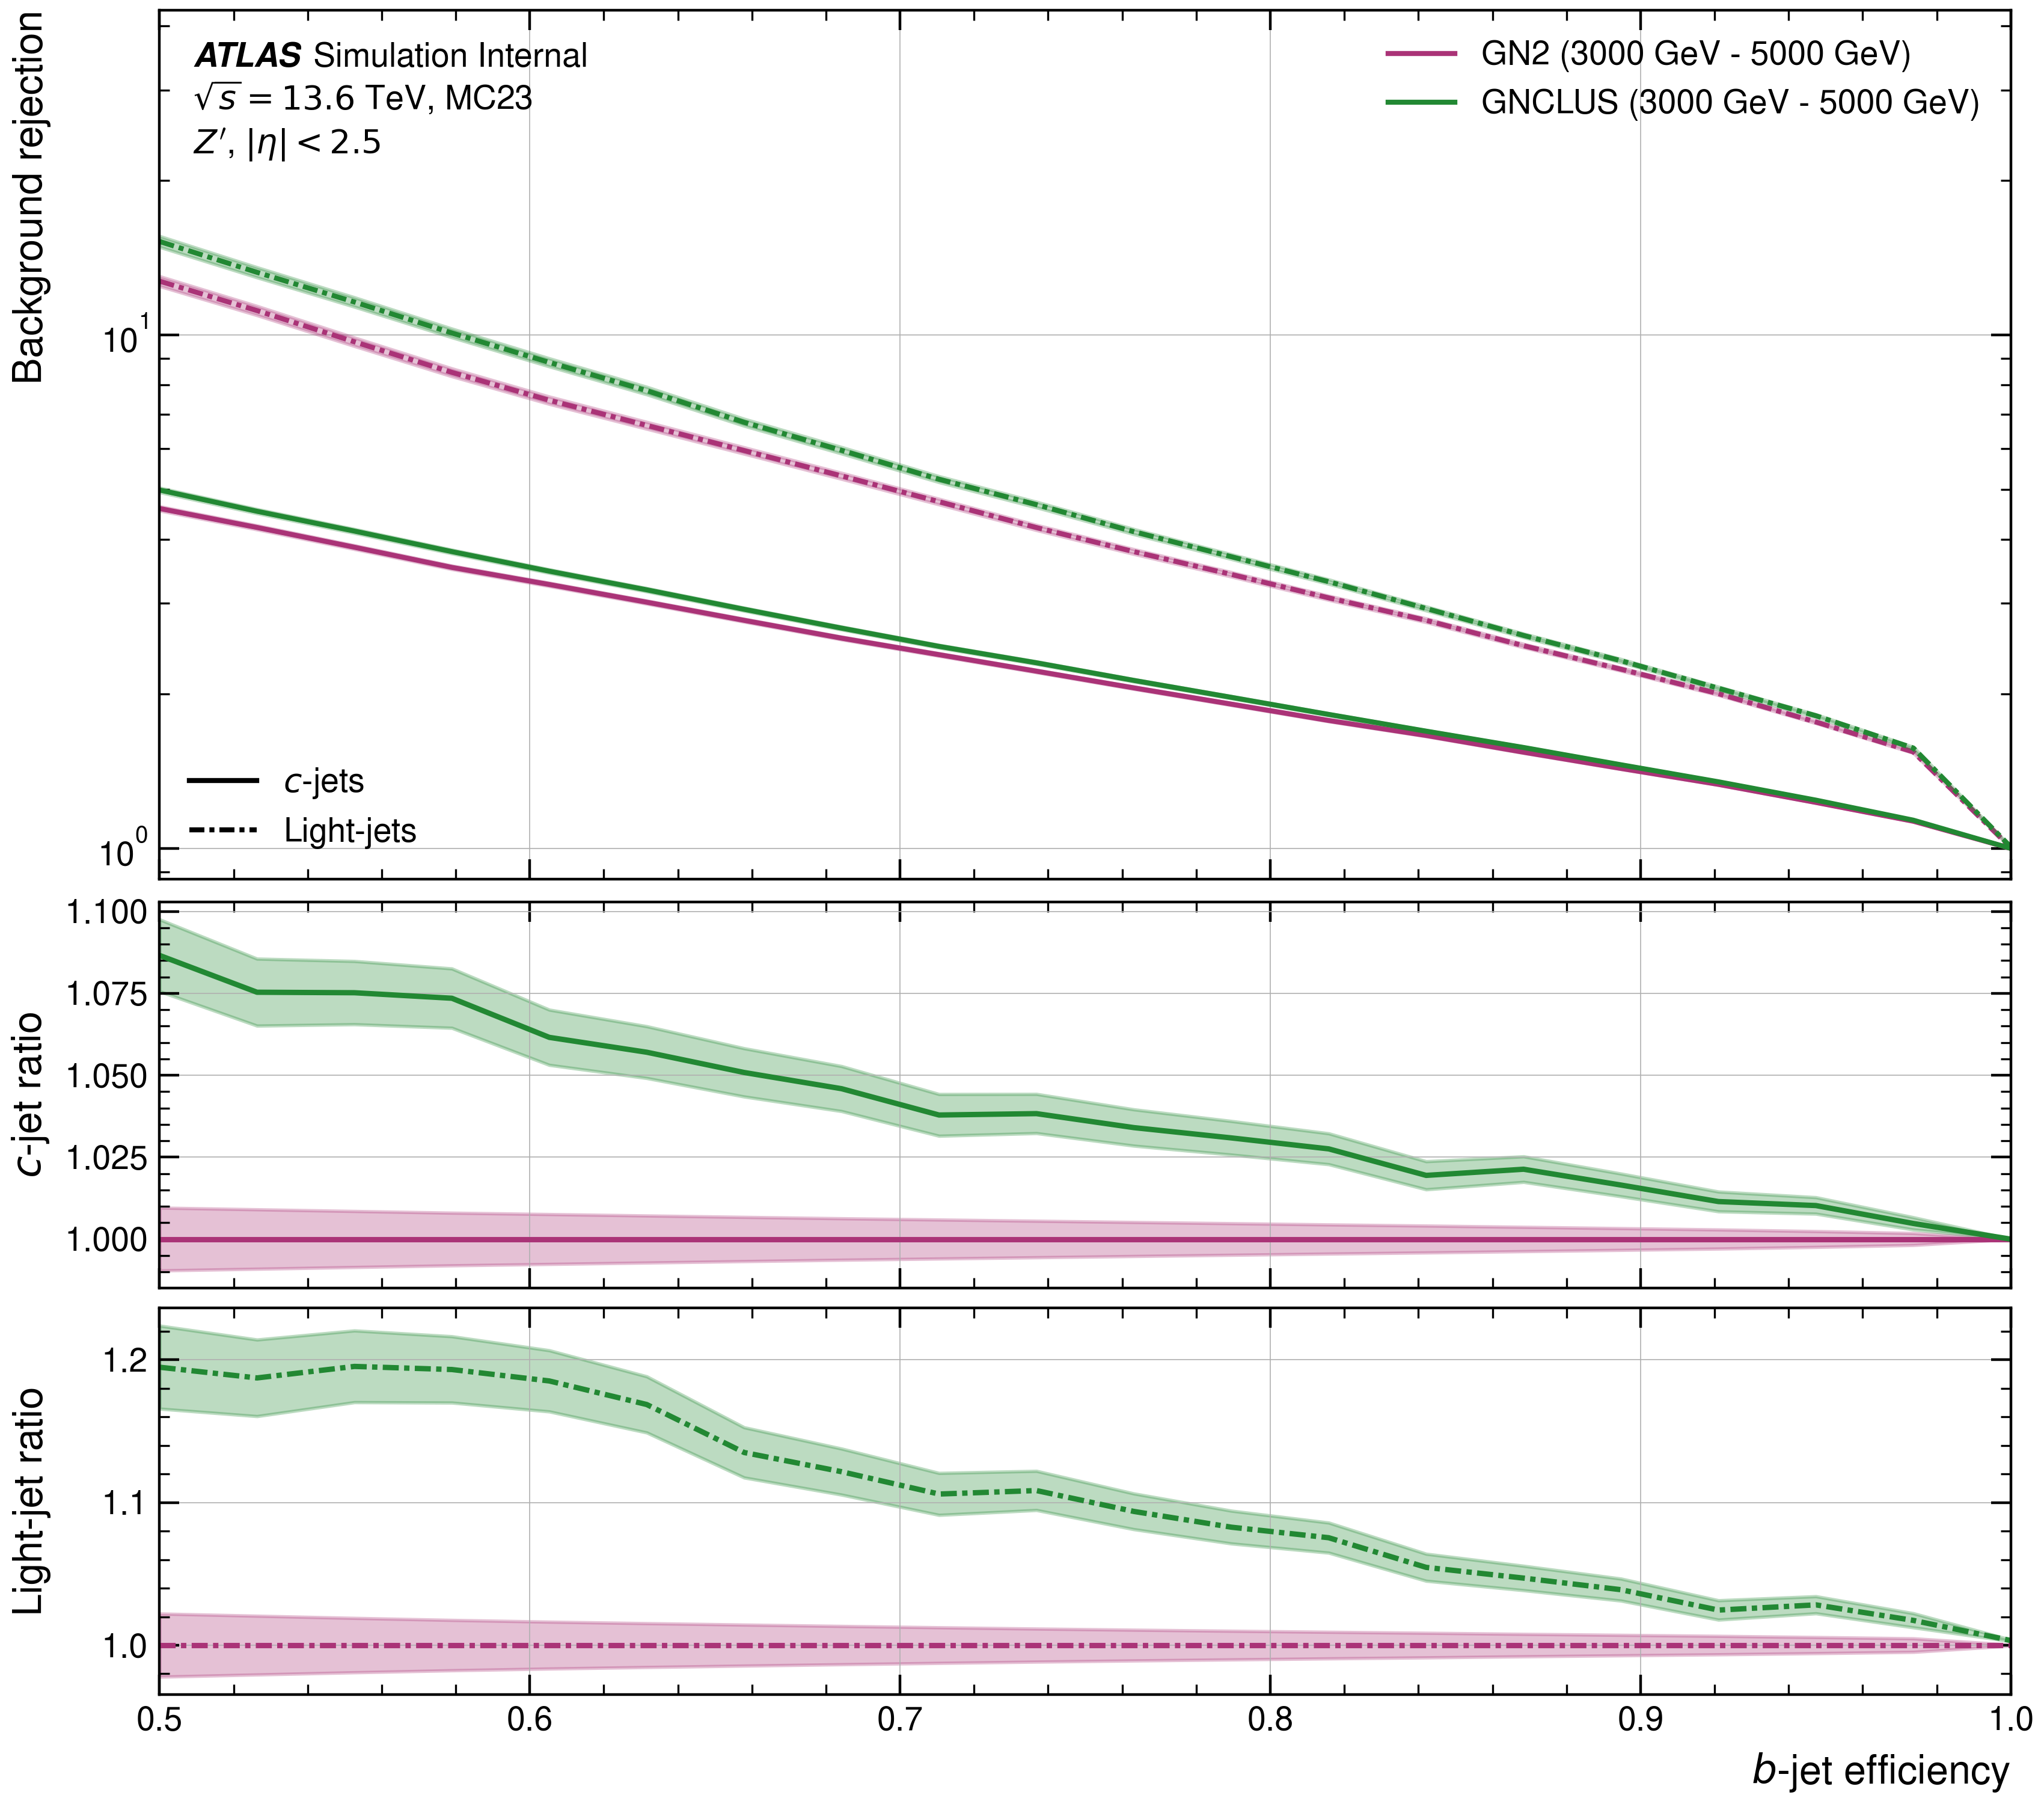 Background rejection
ATLAS Simulation Internal
√s = 13.6 TeV, MC23
Z′, |η| < 2.5
GN2 (3000 GeV - 5000 GeV)
GNCLUS (3000 GeV - 5000 GeV)
10^1
10^0
c-jets
Light-jets
c-jet ratio
1.100
1.075
1.050
1.025
1.000
Light-jet ratio
1.2
1.1
1.0
0.5 0.6 0.7 0.8 0.9 1.0
b-jet efficiency